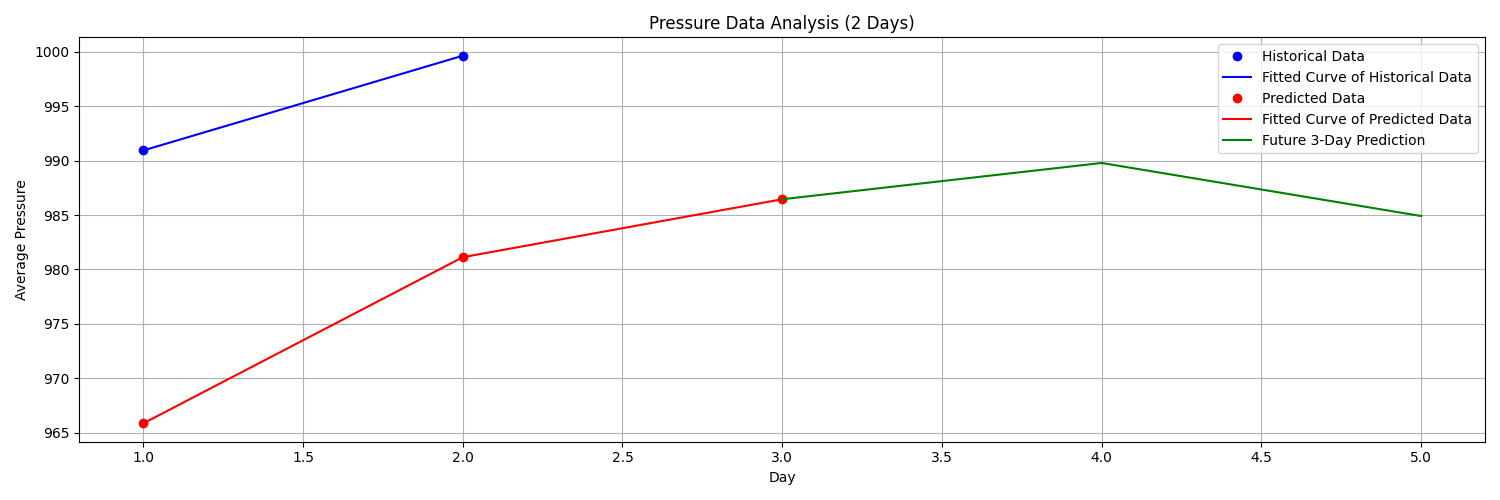 Pressure Data Analysis (2 Days)
Historical Data
Fitted Curve of Historical Data
Predicted Data
Fitted Curve of Predicted Data
Future 3-Day Prediction
Average Pressure
1000
995
990
985
980
975
970
965
1.0 1.5 2.0 2.5 3.0 3.5 4.0 4.5 5.0
Day